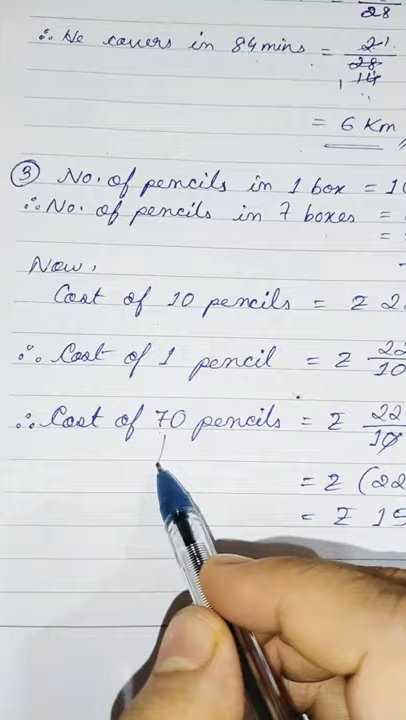 28
∴ He covers in 84 mins = 21
28
14
= 6 Km
③ No. of pencils in 1 box = 10
∴ No. of pencils in 7 boxes =
=
Now,
Cost of 10 pencils = ₹ 2
∴ Cost of 1 pencil = ₹ 22
10
∴ Cost of 70 pencils = ₹ 22
10
= ₹ (22
= ₹ 15